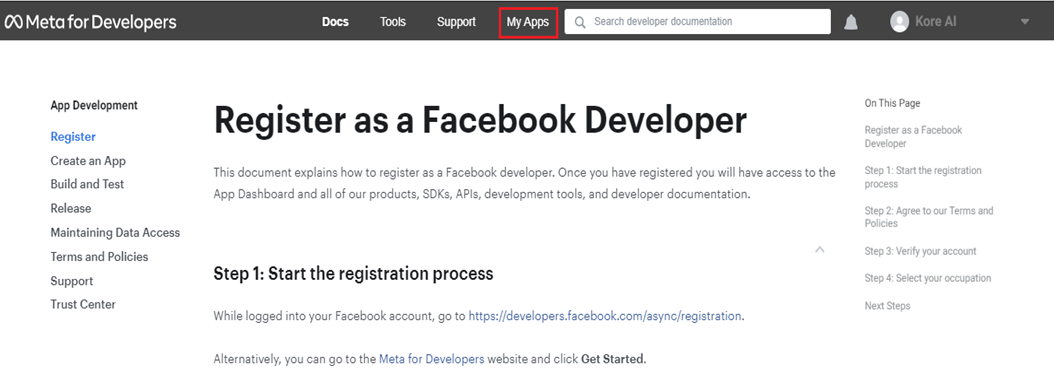 Meta for Developers Docs Tools Support My Apps Search developer documentation Kore AI
App Development
Register
Create an App
Build and Test
Release
Maintaining Data Access
Terms and Policies
Support
Trust Center
Register as a Facebook Developer
This document explains how to register as a Facebook developer. Once you have registered you will have access to the
App Dashboard and all of our products, SDKs, APIs, development tools, and developer documentation.
Step 1: Start the registration process
While logged into your Facebook account, go to https://developers.facebook.com/async/registration.
Alternatively, you can go to the Meta for Developers website and click Get Started.
On This Page
Register as a Facebook
Developer
Step 1: Start the registration
process
Step 2: Agree to our Terms and
Policies
Step 3: Verify your account
Step 4: Select your occupation
Next Steps